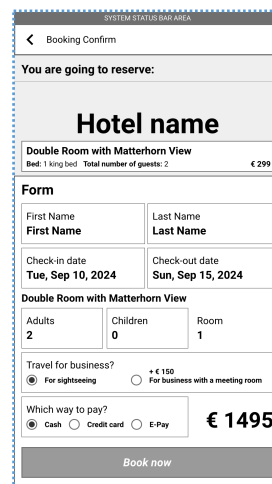 SYSTEM STATUS BAR AREA
Booking Confirm
You are going to reserve:
Hotel name
Double Room with Matterhorn View
Bed: 1 king bed Total number of guests: 2 € 299
Form
First Name Last Name
First Name Last Name
Check-in date Check-out date
Tue, Sep 10, 2024 Sun, Sep 15, 2024
Double Room with Matterhorn View
Adults Children Room
2 0 1
Travel for business?
+ € 150
For sightseeing For business with a meeting room
Which way to pay?
Cash Credit card E-Pay € 1495
Book now